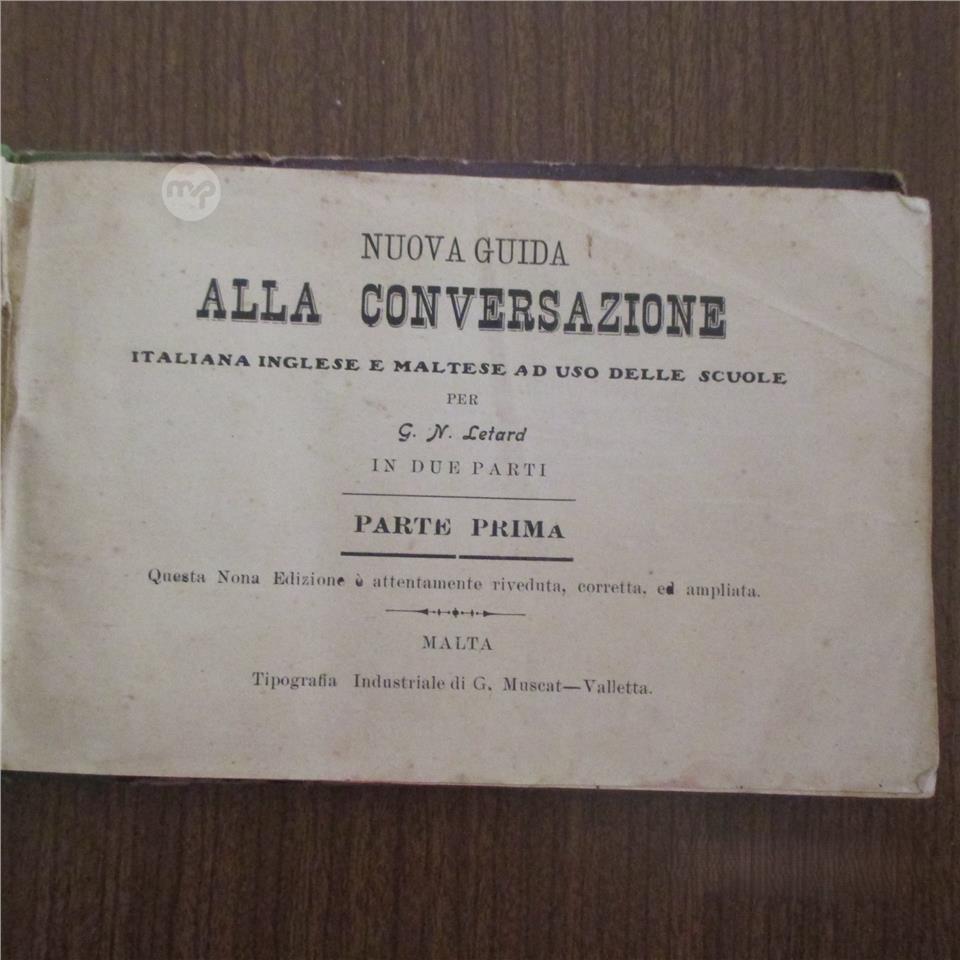 mp
NUOVA GUIDA
ALLA CONVERSAZIONE
ITALIANA INGLESE E MALTESE AD USO DELLE SCUOLE
PER
G. N. Letard
IN DUE PARTI
PARTE PRIMA
Questa Nona Edizione è attentamente riveduta, corretta, ed ampliata.
MALTA
Tipografia Industriale di G. Muscat—Valletta.